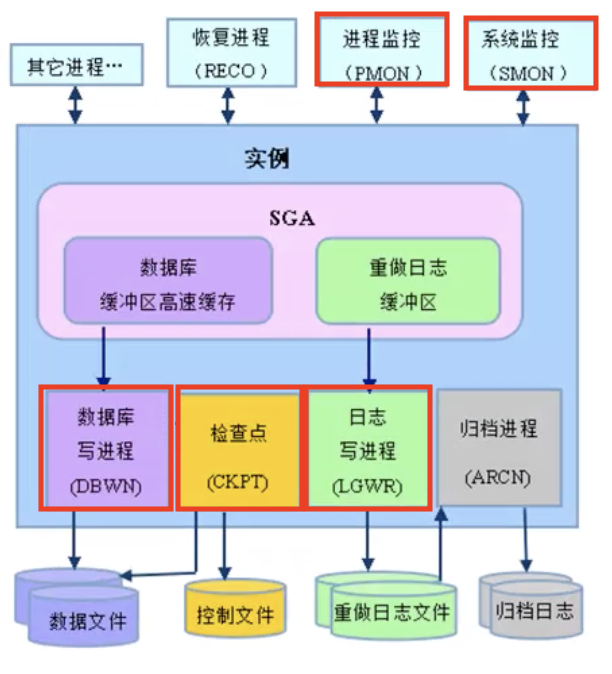 其它进程…
恢复进程
（RECO）
进程监控
（PMON）
系统监控
（SMON）
实例
SGA
数据库
缓冲区高速缓存
重做日志
缓冲区
数据库
写进程
(DBWN)
检查点
(CKPT)
日志
写进程
(LGWR)
归档进程
(ARCN)
数据文件
控制文件
重做日志文件
归档日志